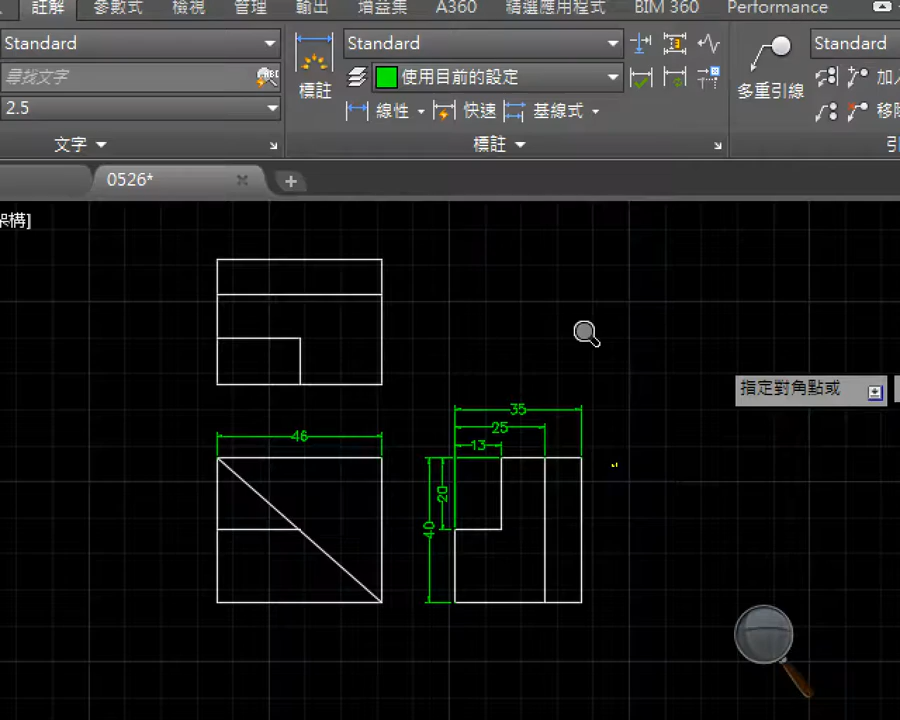 註解 參數式 檢視 管理 輸出 增益集 A360 精選應用程式 BIM 360 Performance
Standard Standard Standard
尋找文字 使用目前的設定 加入
標註 多重引線
2.5 線性 快速 基線式 移除
文字 標註 引
0526*
架構]
指定對角點或
35
46 25
13
20
40